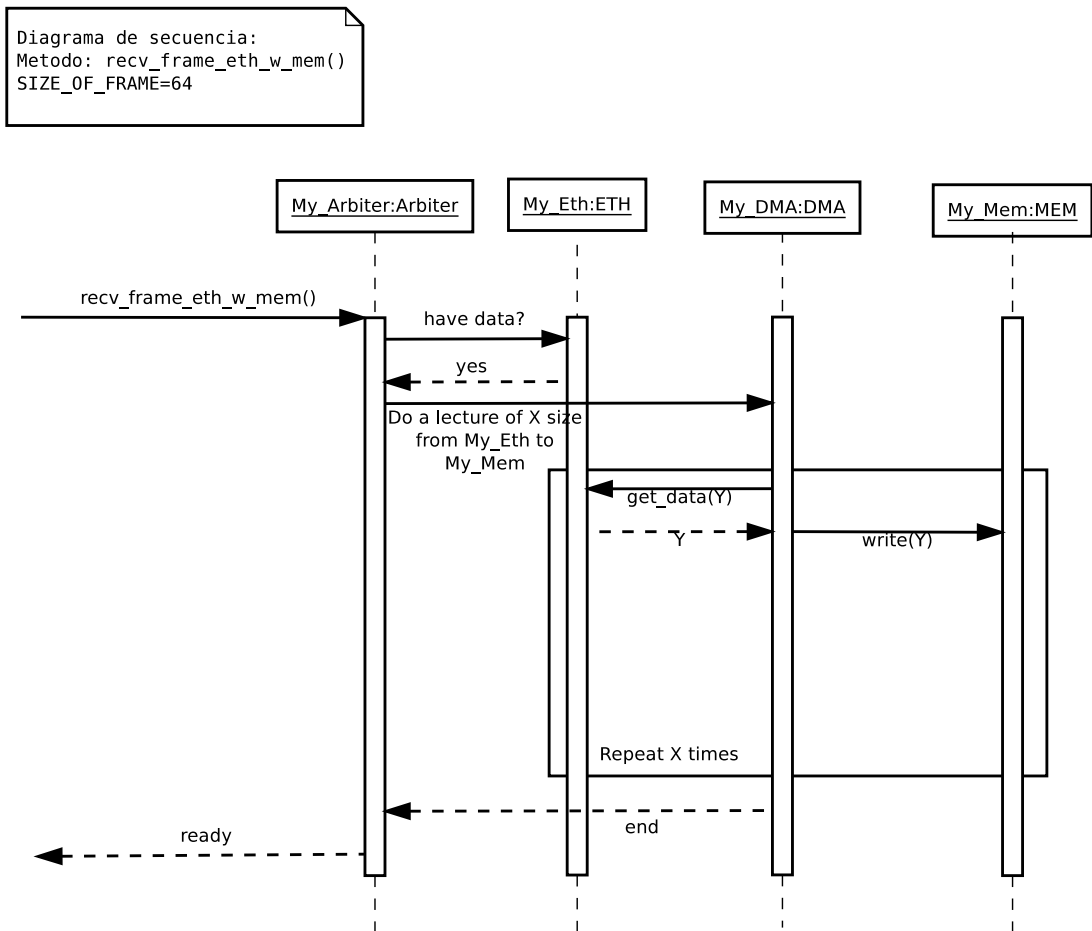 Diagrama de secuencia:
Metodo: recv_frame_eth_w_mem()
SIZE_OF_FRAME=64
My_Arbiter:Arbiter
My_Eth:ETH
My_DMA:DMA
My_Mem:MEM
recv_frame_eth_w_mem()
have data?
yes
Do a lecture of X size
from My_Eth to
My_Mem
get_data(Y)
Y
write(Y)
Repeat X times
end
ready